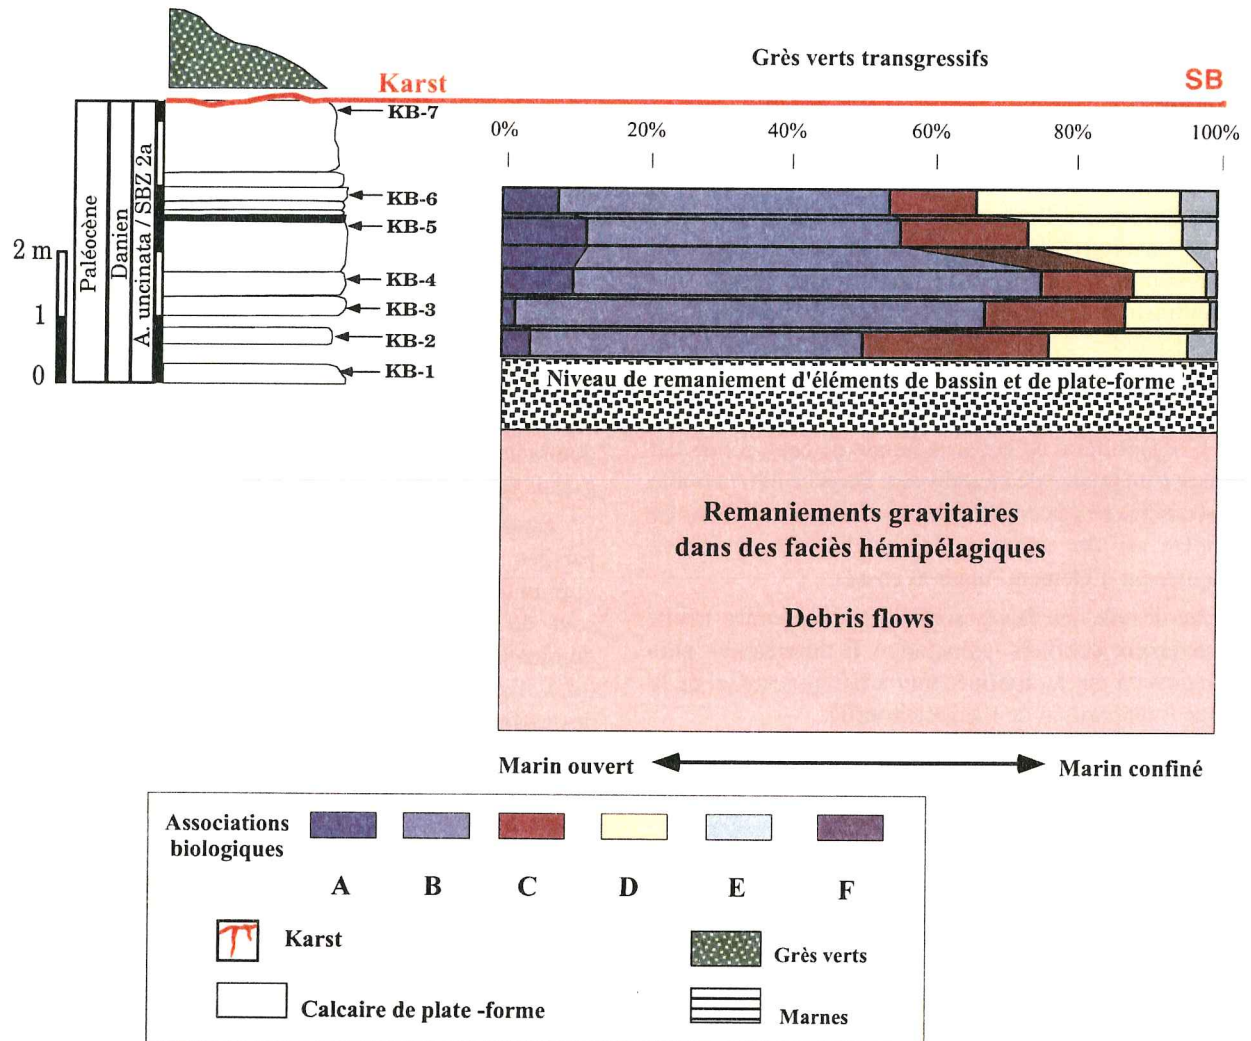 Grès verts transgressifs
Karst
SB
KB-7
0% 20% 40% 60% 80% 100%
Paléocène
Danien
A. uncinata / SBZ 2a
KB-6
KB-5
2 m
KB-4
1
KB-3
KB-2
0
KB-1
Niveau de remaniement d'éléments de bassin et de plate-forme
Remaniements gravitaires
dans des faciès hémipélagiques
Debris flows
Marin ouvert
Marin confiné
Associations
biologiques
A B C D E F
Karst
Grès verts
Calcaire de plate -forme
Marnes